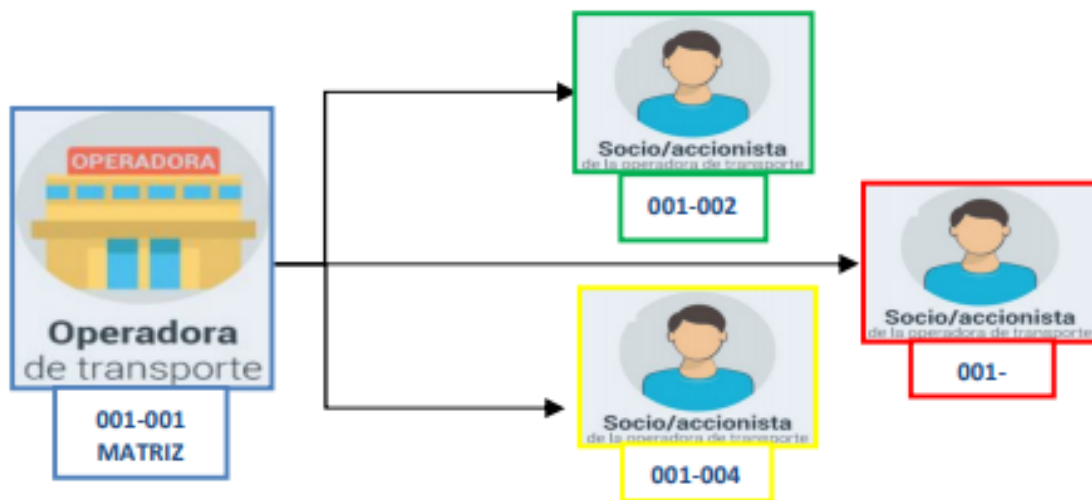 OPERADORA
Operadora
de transporte
001-001
MATRIZ
Socio/accionista
de la operadora de transporte
001-002
Socio/accionista
de la operadora de transporte
001-
Socio/accionista
de la operadora de transporte
001-004